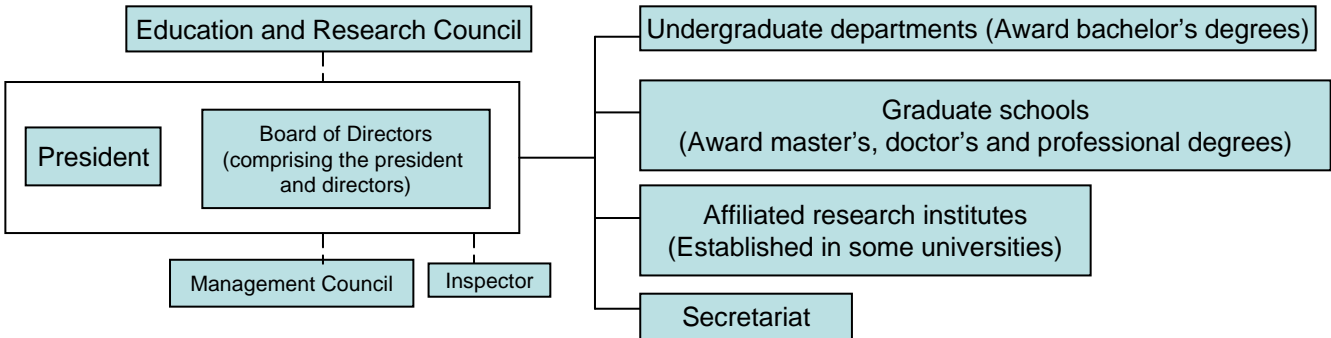 Education and Research Council
President
Board of Directors
(comprising the president
and directors)
Management Council
Inspector
Undergraduate departments (Award bachelor’s degrees)
Graduate schools
(Award master’s, doctor’s and professional degrees)
Affiliated research institutes
(Established in some universities)
Secretariat